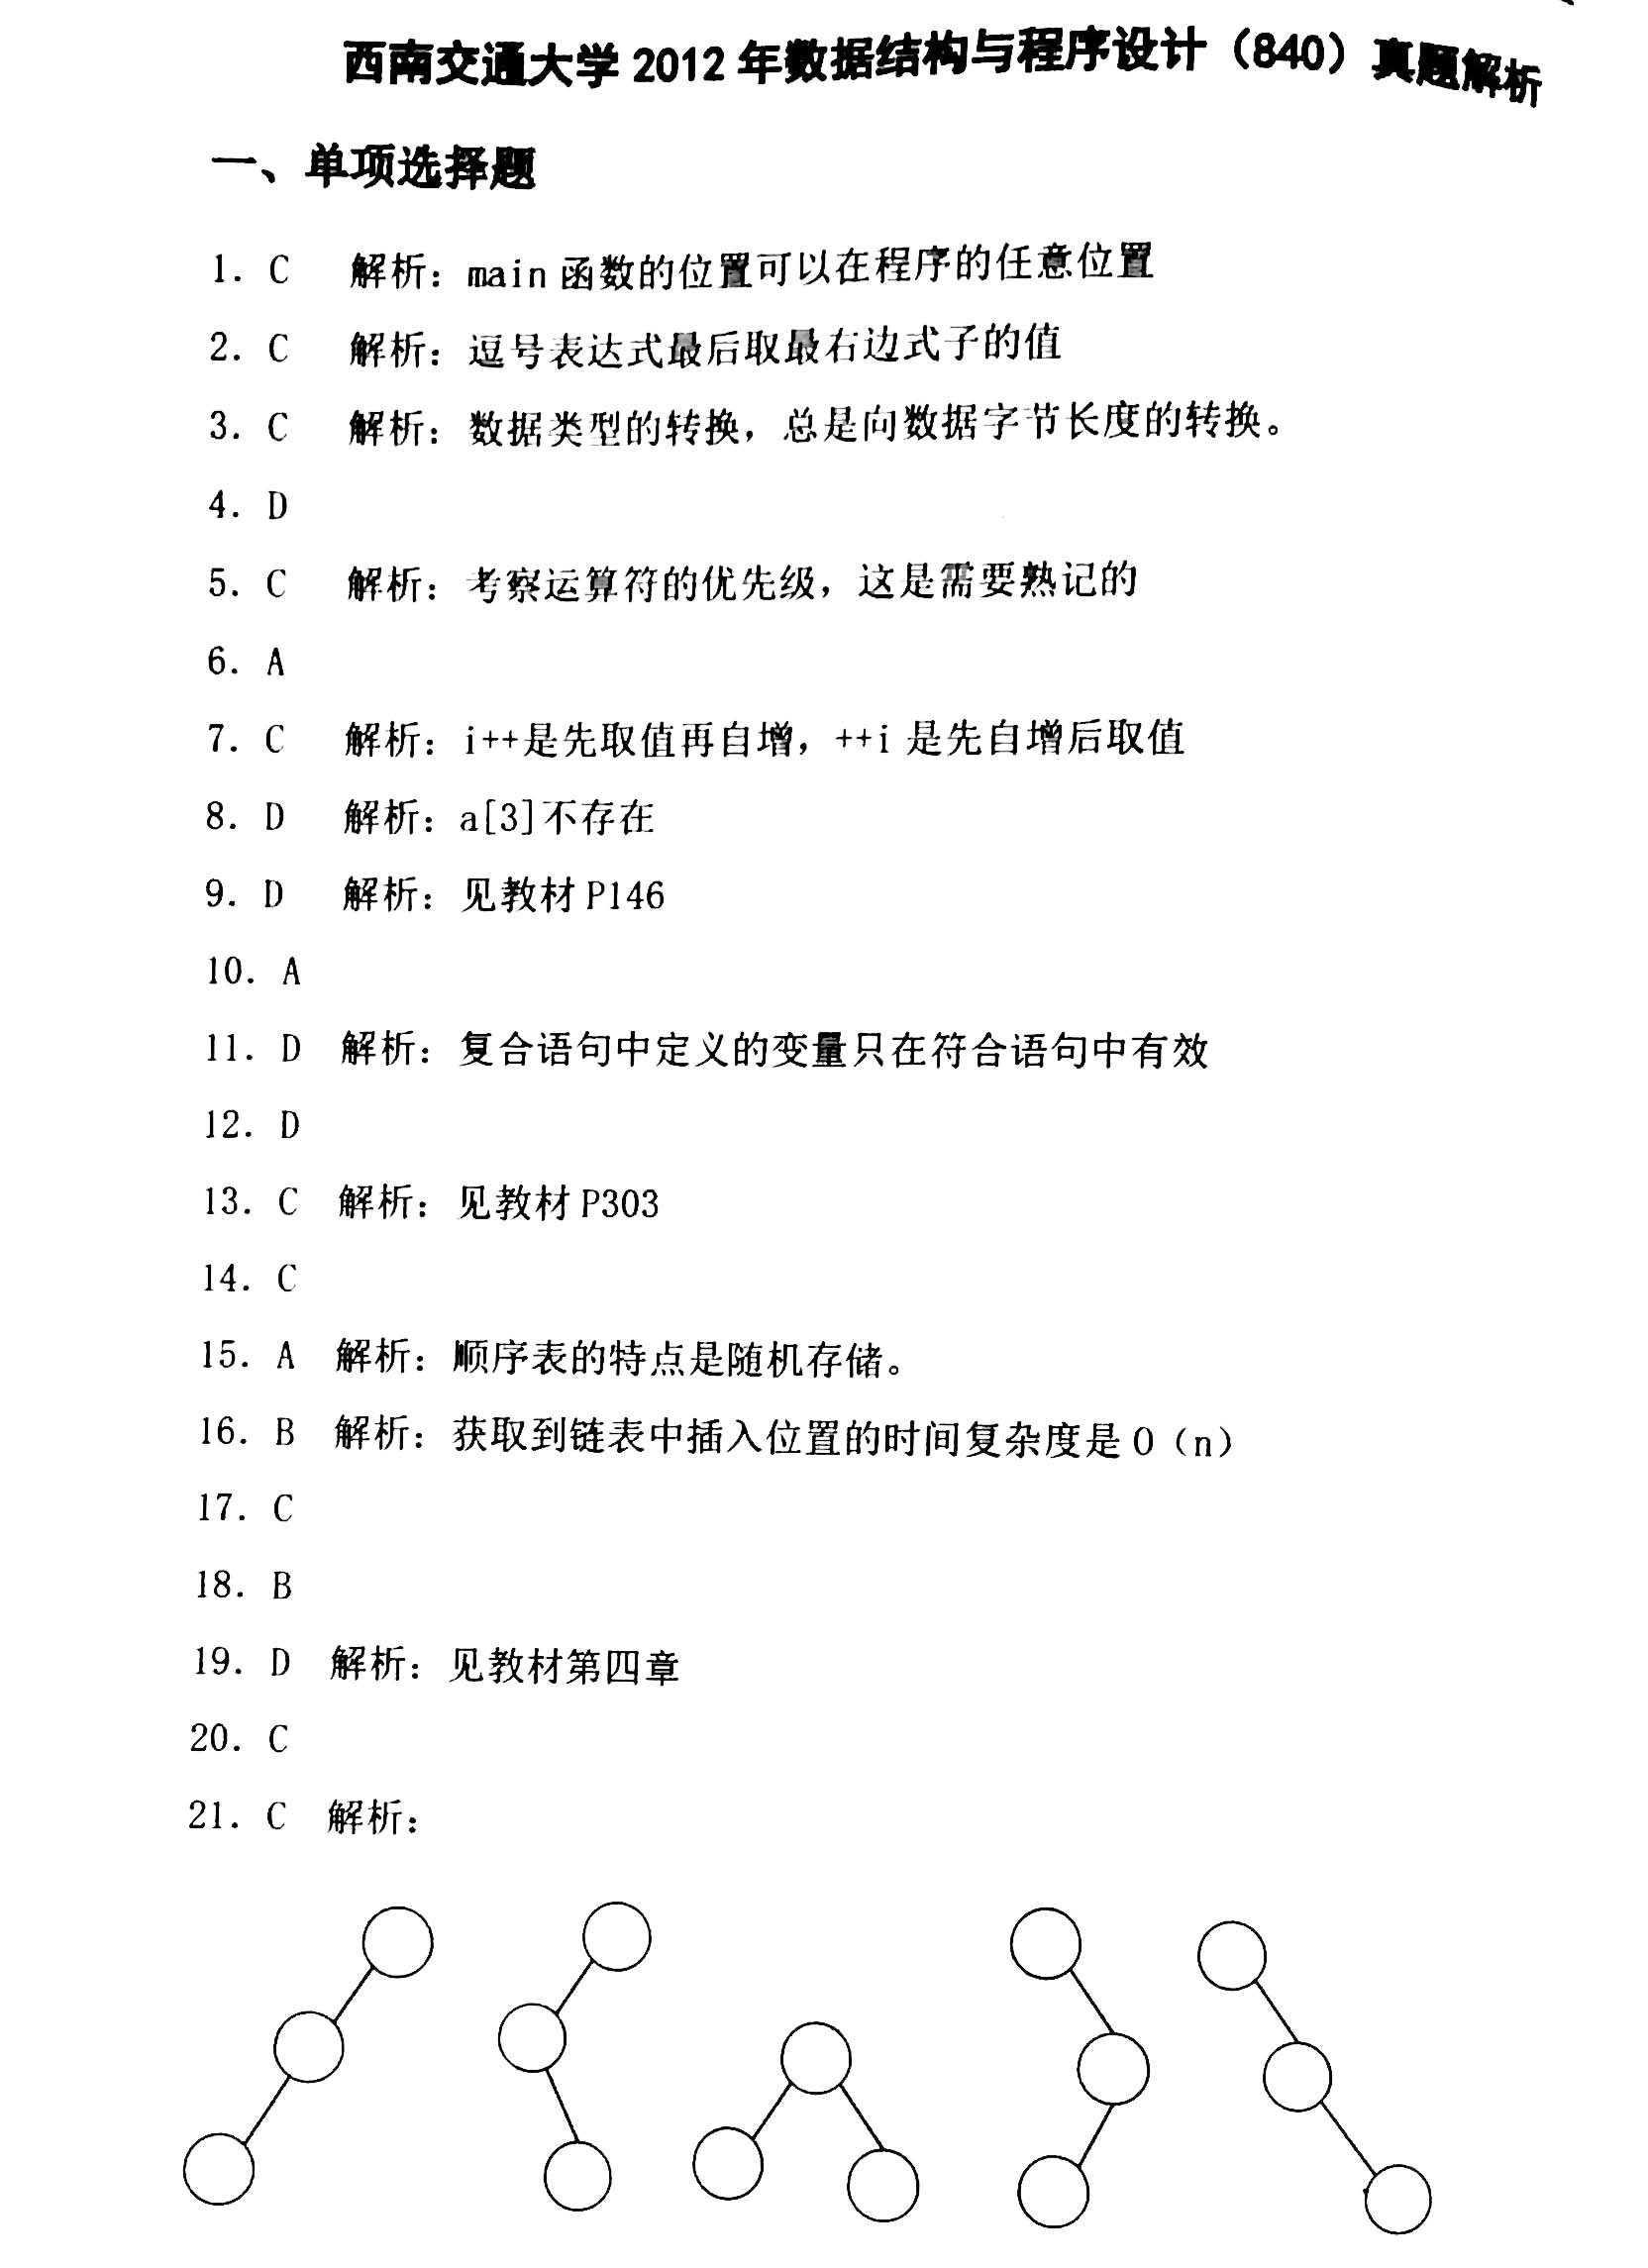 西南交通大学 2012 年数据结构与程序设计（840）真题解析
一、单项选择题
1. C 解析：main 函数的位置可以在程序的任意位置
2. C 解析：逗号表达式最后取最右边式子的值
3. C 解析：数据类型的转换，总是向数据字节长度的转换。
4. D
5. C 解析：考察运算符的优先级，这是需要熟记的
6. A
7. C 解析：i++是先取值再自增，++i 是先自增后取值
8. D 解析：a[3]不存在
9. D 解析：见教材 P146
10. A
11. D 解析：复合语句中定义的变量只在符合语句中有效
12. D
13. C 解析：见教材 P303
14. C
15. A 解析：顺序表的特点是随机存储。
16. B 解析：获取到链表中插入位置的时间复杂度是 O（n）
17. C
18. B
19. D 解析：见教材第四章
20. C
21. C 解析：